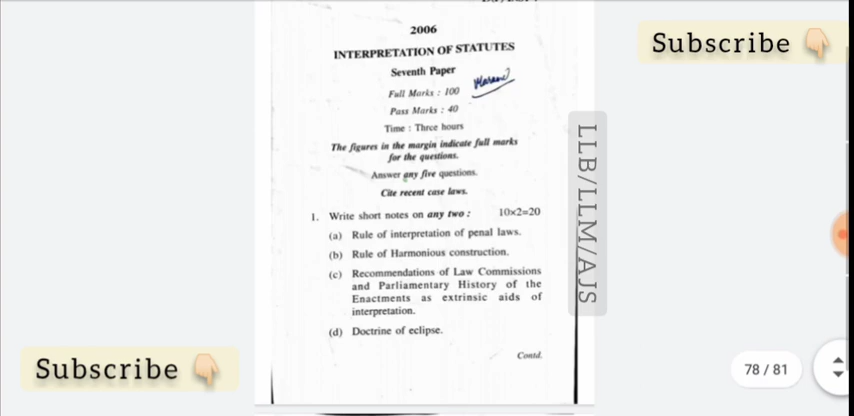 2006
INTERPRETATION OF STATUTES
Seventh Paper
Full Marks : 100
Pass Marks : 40
Time : Three hours
The figures in the margin indicate full marks
for the questions.
Answer any five questions.
Cite recent case laws.
1. Write short notes on any two : 10×2=20
(a) Rule of interpretation of penal laws.
(b) Rule of Harmonious construction.
(c) Recommendations of Law Commissions
and Parliamentary History of the
Enactments as extrinsic aids of
interpretation.
(d) Doctrine of eclipse.
Contd.
Subscribe
LLB/LLM/AJS
Subscribe
78 / 81